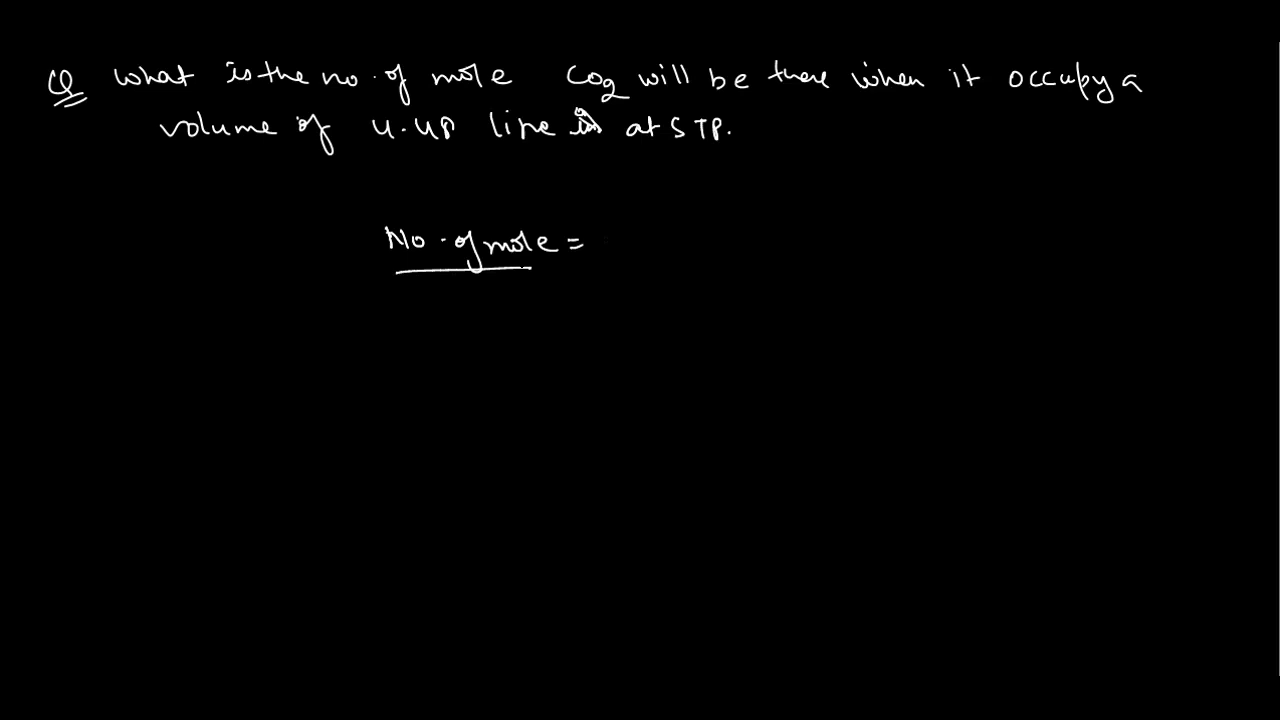 Q What is the no. of mole CO2 will be there when it occupy a
volume of 4.48 litre at STP.
No. of mole =